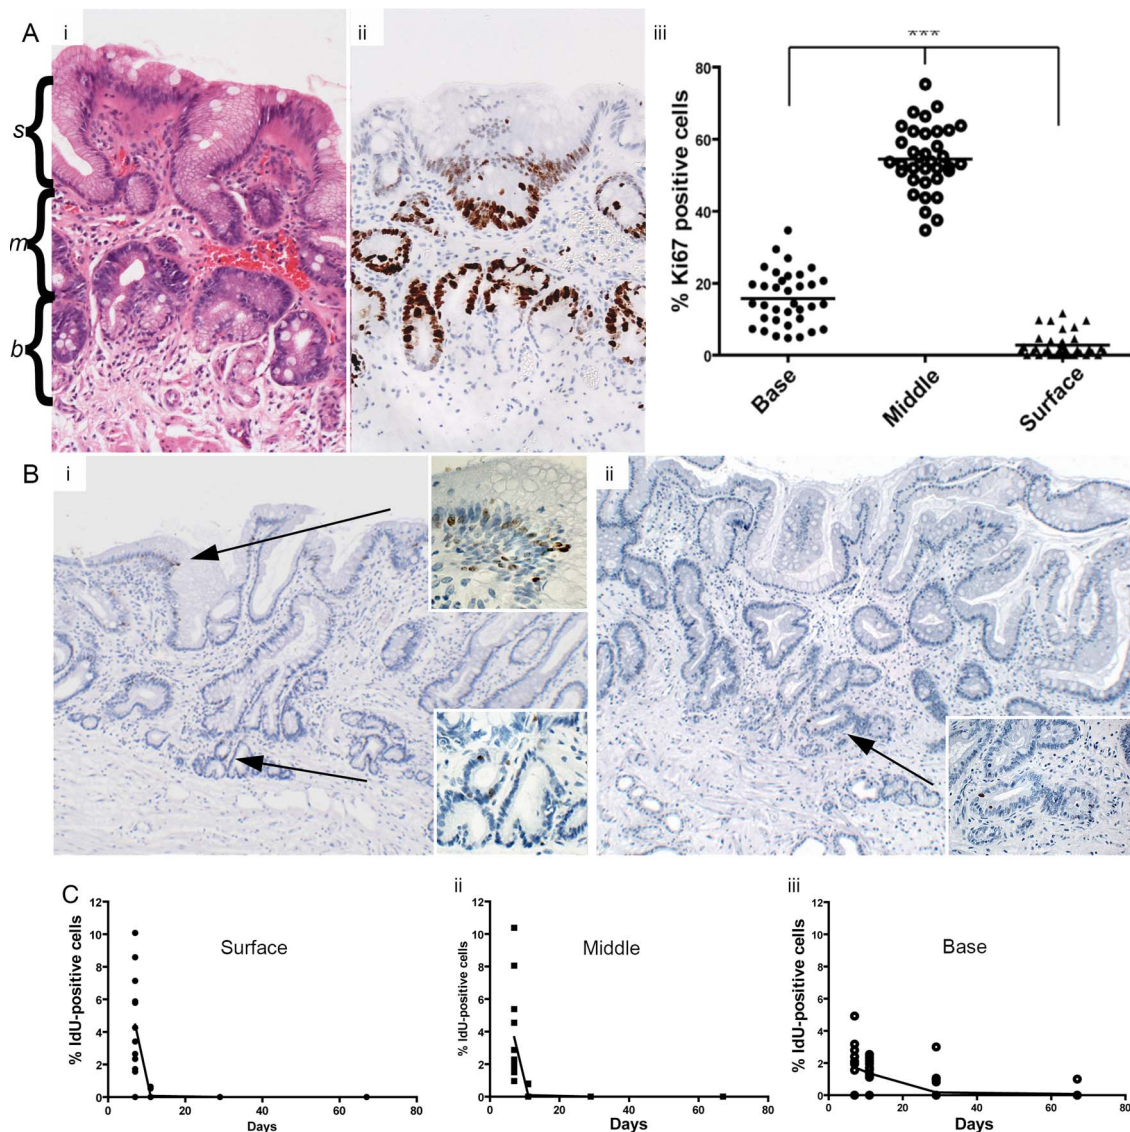 A
i
s
m
b
ii
iii
***
% Ki67 positive cells
80
60
40
20
0
Base
Middle
Surface
B
i
ii
C
% IdU-positive cells
12
10
8
6
4
2
0
Surface
0 20 40 60 80
Days
ii
% IdU-positive cells
12
10
8
6
4
2
0
Middle
0 20 40 60 80
Days
iii
% IdU-positive cells
12
10
8
6
4
2
0
Base
0 20 40 60 80
Days